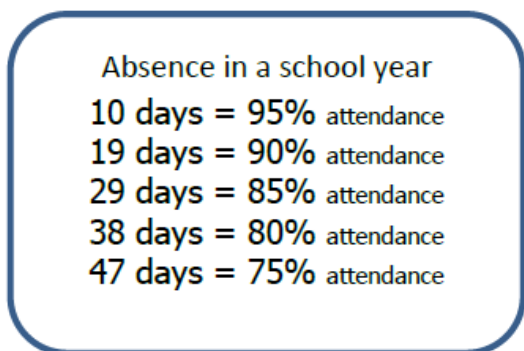 Absence in a school year
10 days = 95% attendance
19 days = 90% attendance
29 days = 85% attendance
38 days = 80% attendance
47 days = 75% attendance